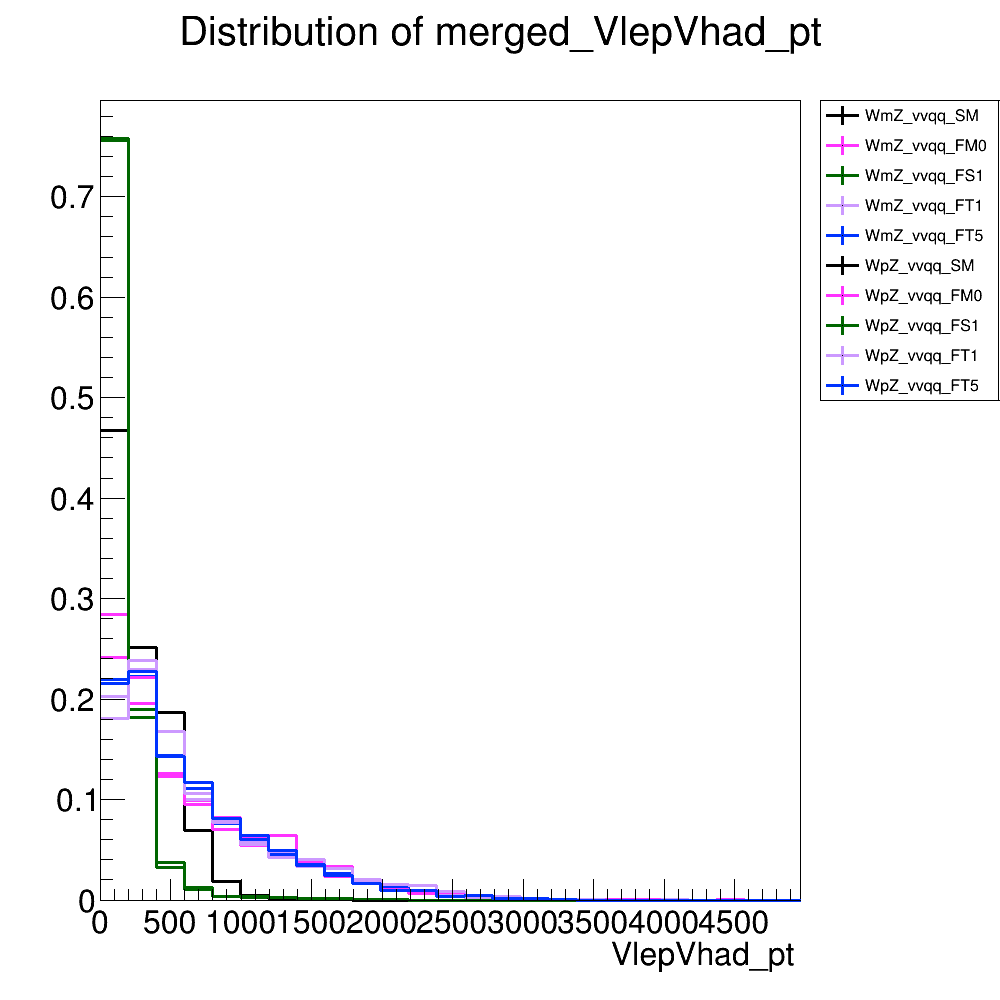 Distribution of merged_VlepVhad_pt
WmZ_vvqq_SM
WmZ_vvqq_FM0
WmZ_vvqq_FS1
WmZ_vvqq_FT1
WmZ_vvqq_FT5
WpZ_vvqq_SM
WpZ_vvqq_FM0
WpZ_vvqq_FS1
WpZ_vvqq_FT1
WpZ_vvqq_FT5
0.7
0.6
0.5
0.4
0.3
0.2
0.1
0
0 500 1000 1500 2000 2500 3000 3500 4000 4500
VlepVhad_pt